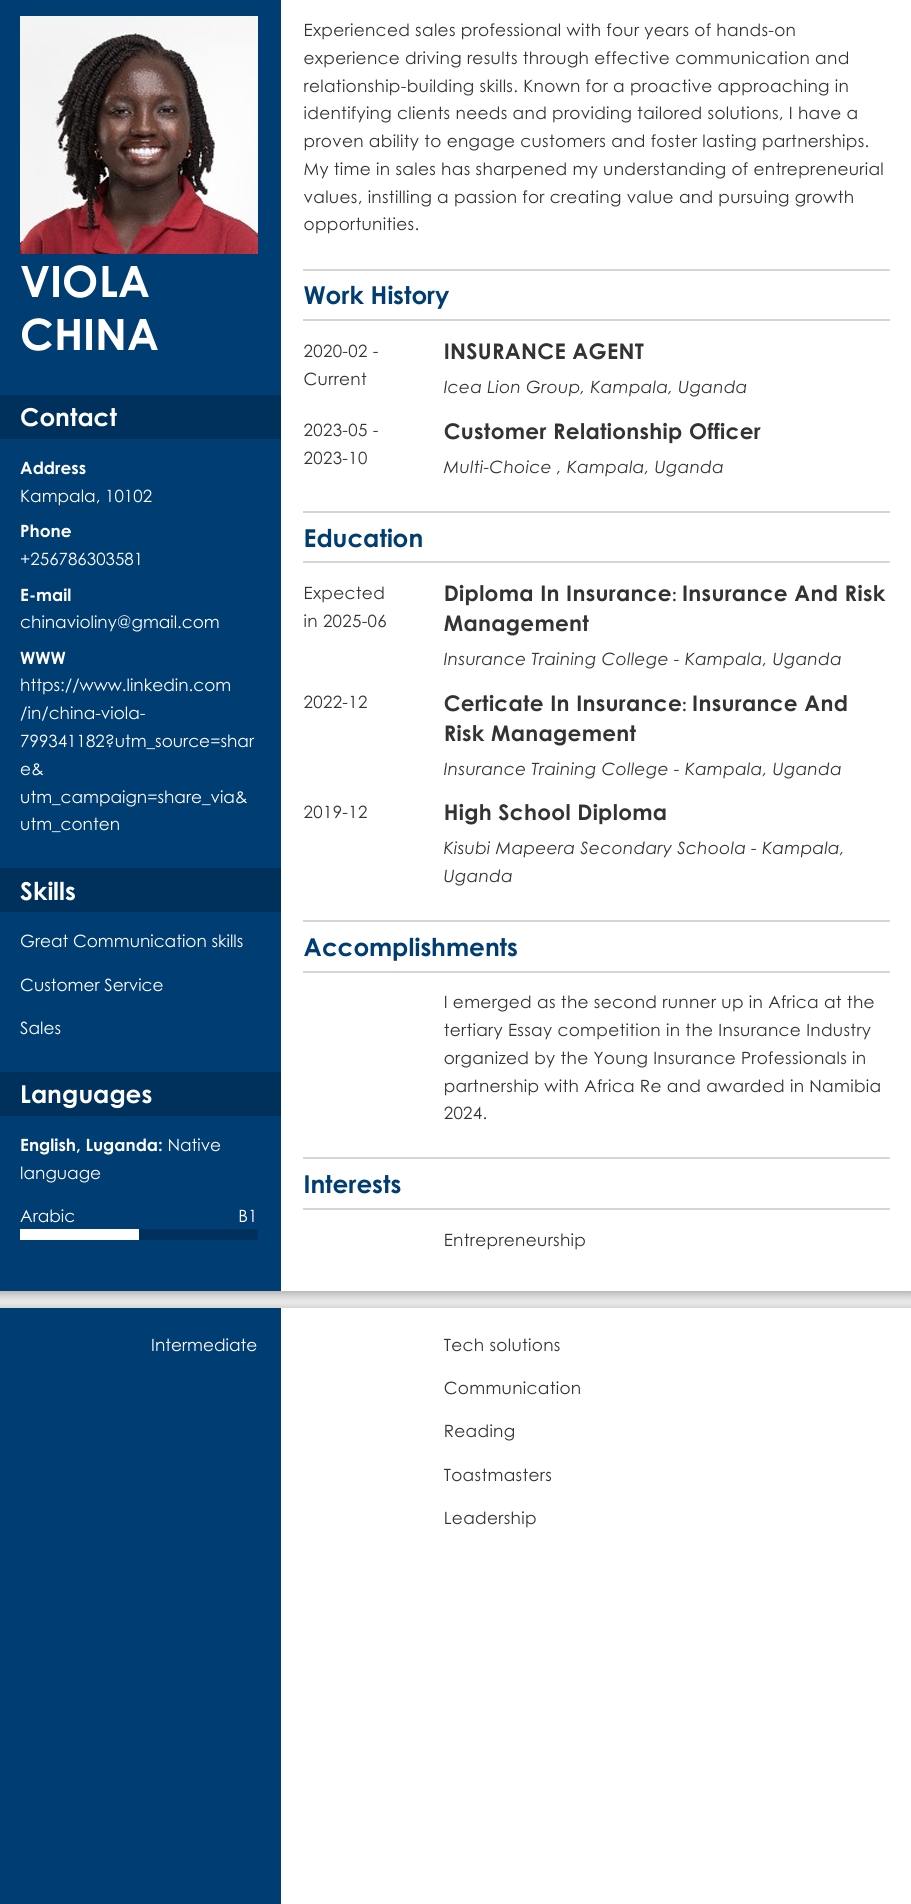 VIOLA
CHINA
Contact
Address
Kampala, 10102
Phone
+256786303581
E-mail
chinavioliny@gmail.com
WWW
https://www.linkedin.com
/in/china-viola-
799341182?utm_source=shar
e&
utm_campaign=share_via&
utm_conten
Skills
Great Communication skills
Customer Service
Sales
Languages
English, Luganda: Native
language
Arabic B1
Intermediate
Experienced sales professional with four years of hands-on
experience driving results through effective communication and
relationship-building skills. Known for a proactive approaching in
identifying clients needs and providing tailored solutions, I have a
proven ability to engage customers and foster lasting partnerships.
My time in sales has sharpened my understanding of entrepreneurial
values, instilling a passion for creating value and pursuing growth
opportunities.
Work History
2020-02 -
Current
INSURANCE AGENT
Icea Lion Group, Kampala, Uganda
2023-05 -
2023-10
Customer Relationship Officer
Multi-Choice , Kampala, Uganda
Education
Expected
in 2025-06
Diploma In Insurance: Insurance And Risk
Management
Insurance Training College - Kampala, Uganda
2022-12
Certicate In Insurance: Insurance And
Risk Management
Insurance Training College - Kampala, Uganda
2019-12
High School Diploma
Kisubi Mapeera Secondary Schoola - Kampala,
Uganda
Accomplishments
I emerged as the second runner up in Africa at the
tertiary Essay competition in the Insurance Industry
organized by the Young Insurance Professionals in
partnership with Africa Re and awarded in Namibia
2024.
Interests
Entrepreneurship
Tech solutions
Communication
Reading
Toastmasters
Leadership